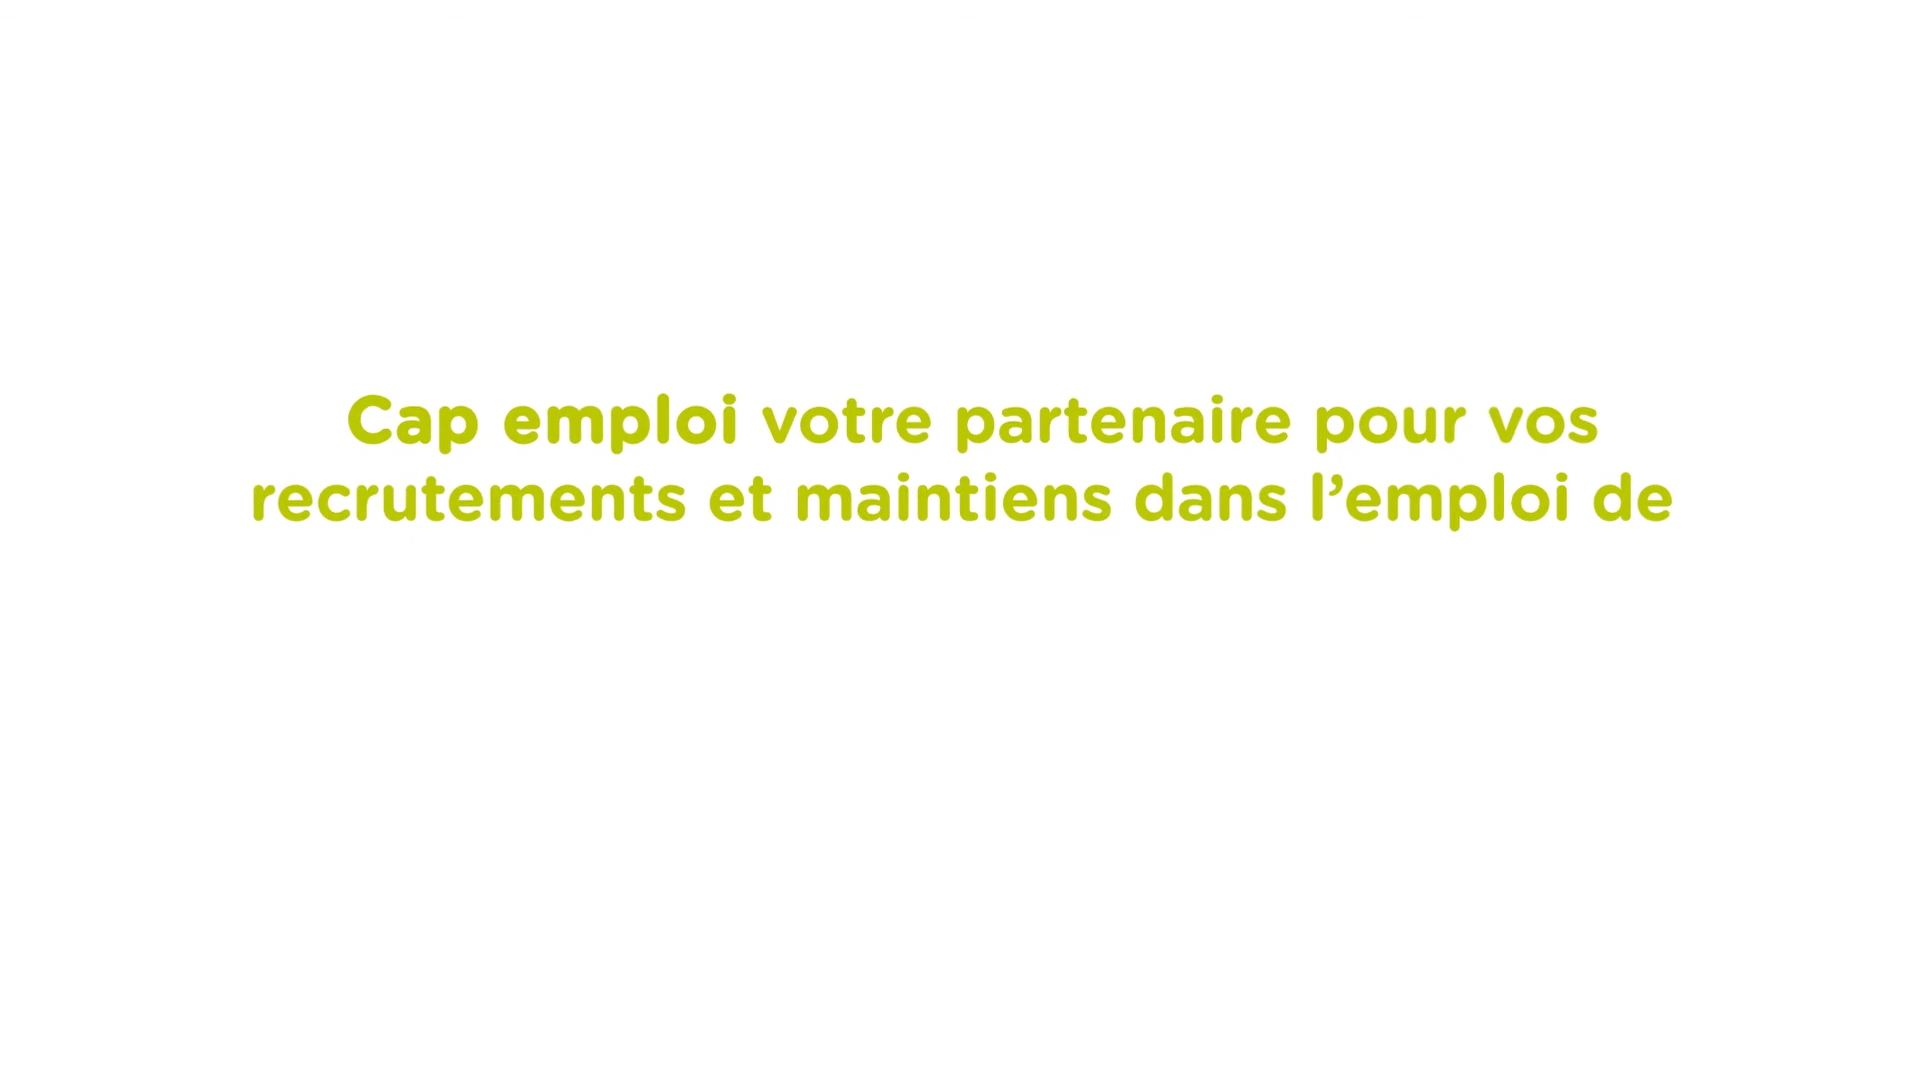 Cap emploi votre partenaire pour vos
recrutements et maintiens dans l’emploi de